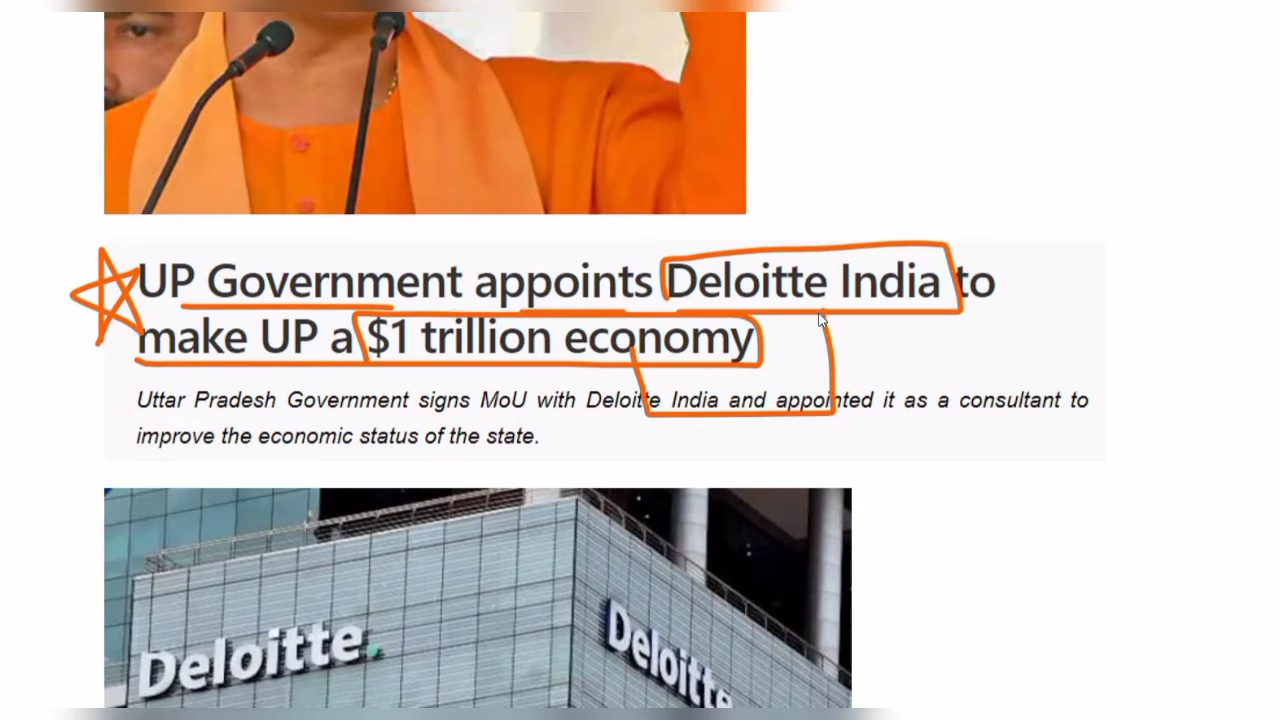 UP Government appoints Deloitte India to
make UP a $1 trillion economy
Uttar Pradesh Government signs MoU with Deloitte India and appointed it as a consultant to
improve the economic status of the state.
Deloitte.
Deloitte